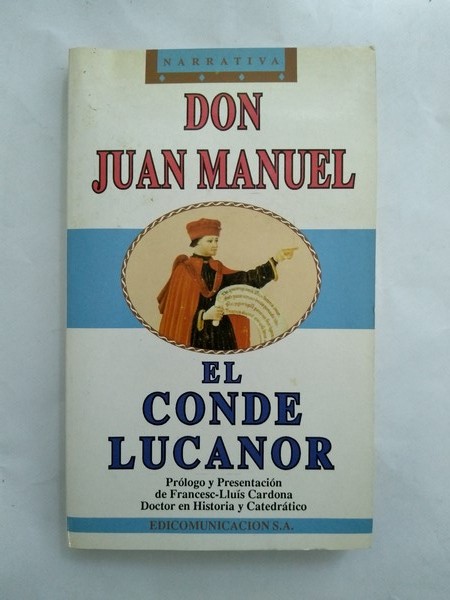 NARRATIVA
DON
JUAN MANUEL
EL
CONDE
LUCANOR
Prólogo y Presentación
de Francesc-Lluís Cardona
Doctor en Historia y Catedrático
EDICOMUNICACION S.A.